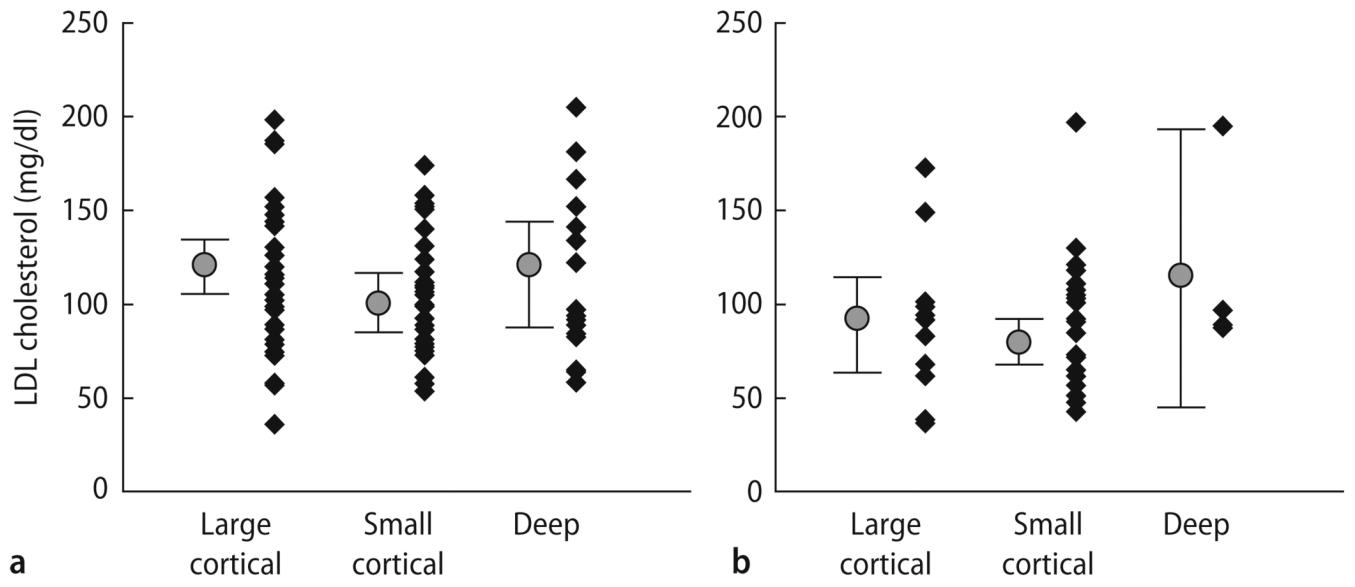 LDL cholesterol (mg/dl)
250
200
150
100
50
0
Large
cortical
Small
cortical
Deep
a
250
200
150
100
50
0
Large
cortical
Small
cortical
Deep
b